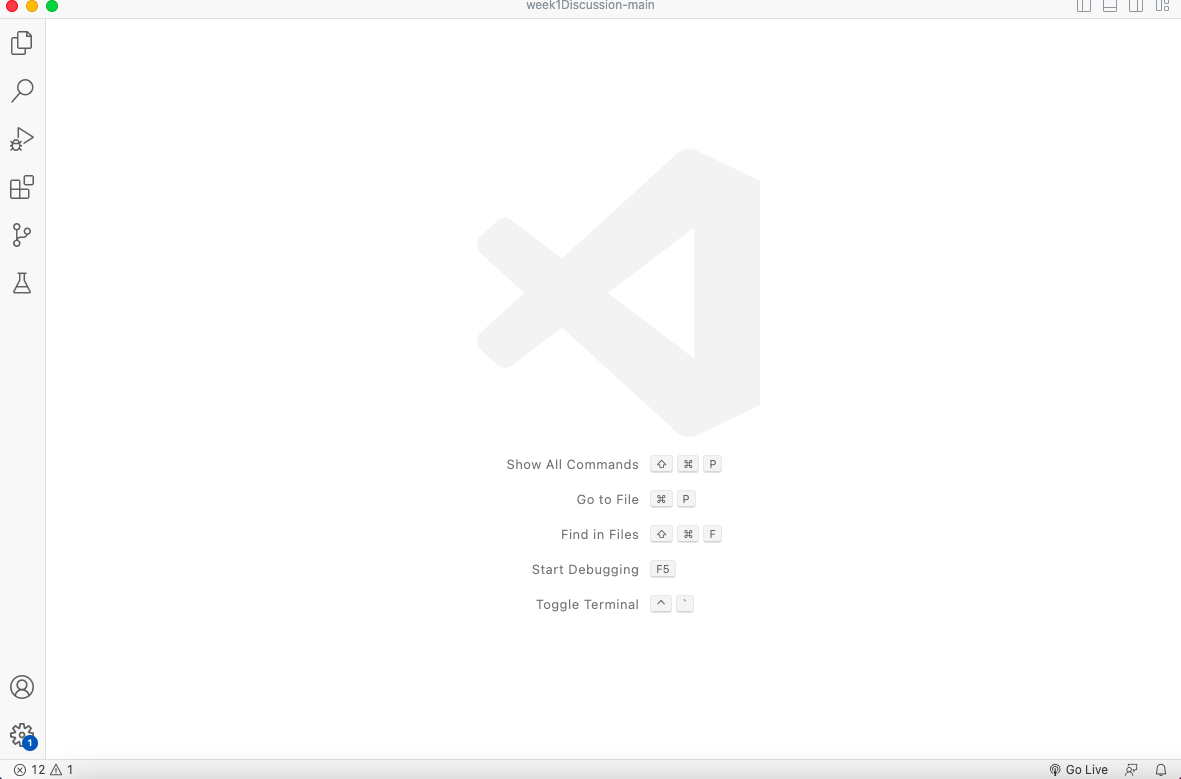 week1Discussion-main
Show All Commands ⇧ ⌘ P
Go to File ⌘ P
Find in Files ⇧ ⌘ F
Start Debugging F5
Toggle Terminal ^ `
1
12 1 Go Live